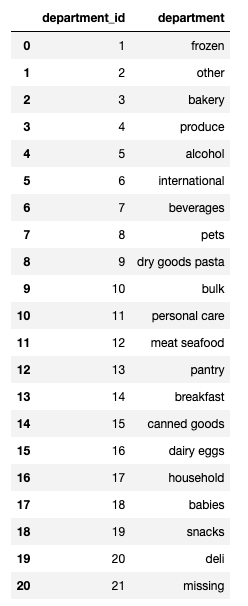 department_id department
0 1 frozen
1 2 other
2 3 bakery
3 4 produce
4 5 alcohol
5 6 international
6 7 beverages
7 8 pets
8 9 dry goods pasta
9 10 bulk
10 11 personal care
11 12 meat seafood
12 13 pantry
13 14 breakfast
14 15 canned goods
15 16 dairy eggs
16 17 household
17 18 babies
18 19 snacks
19 20 deli
20 21 missing